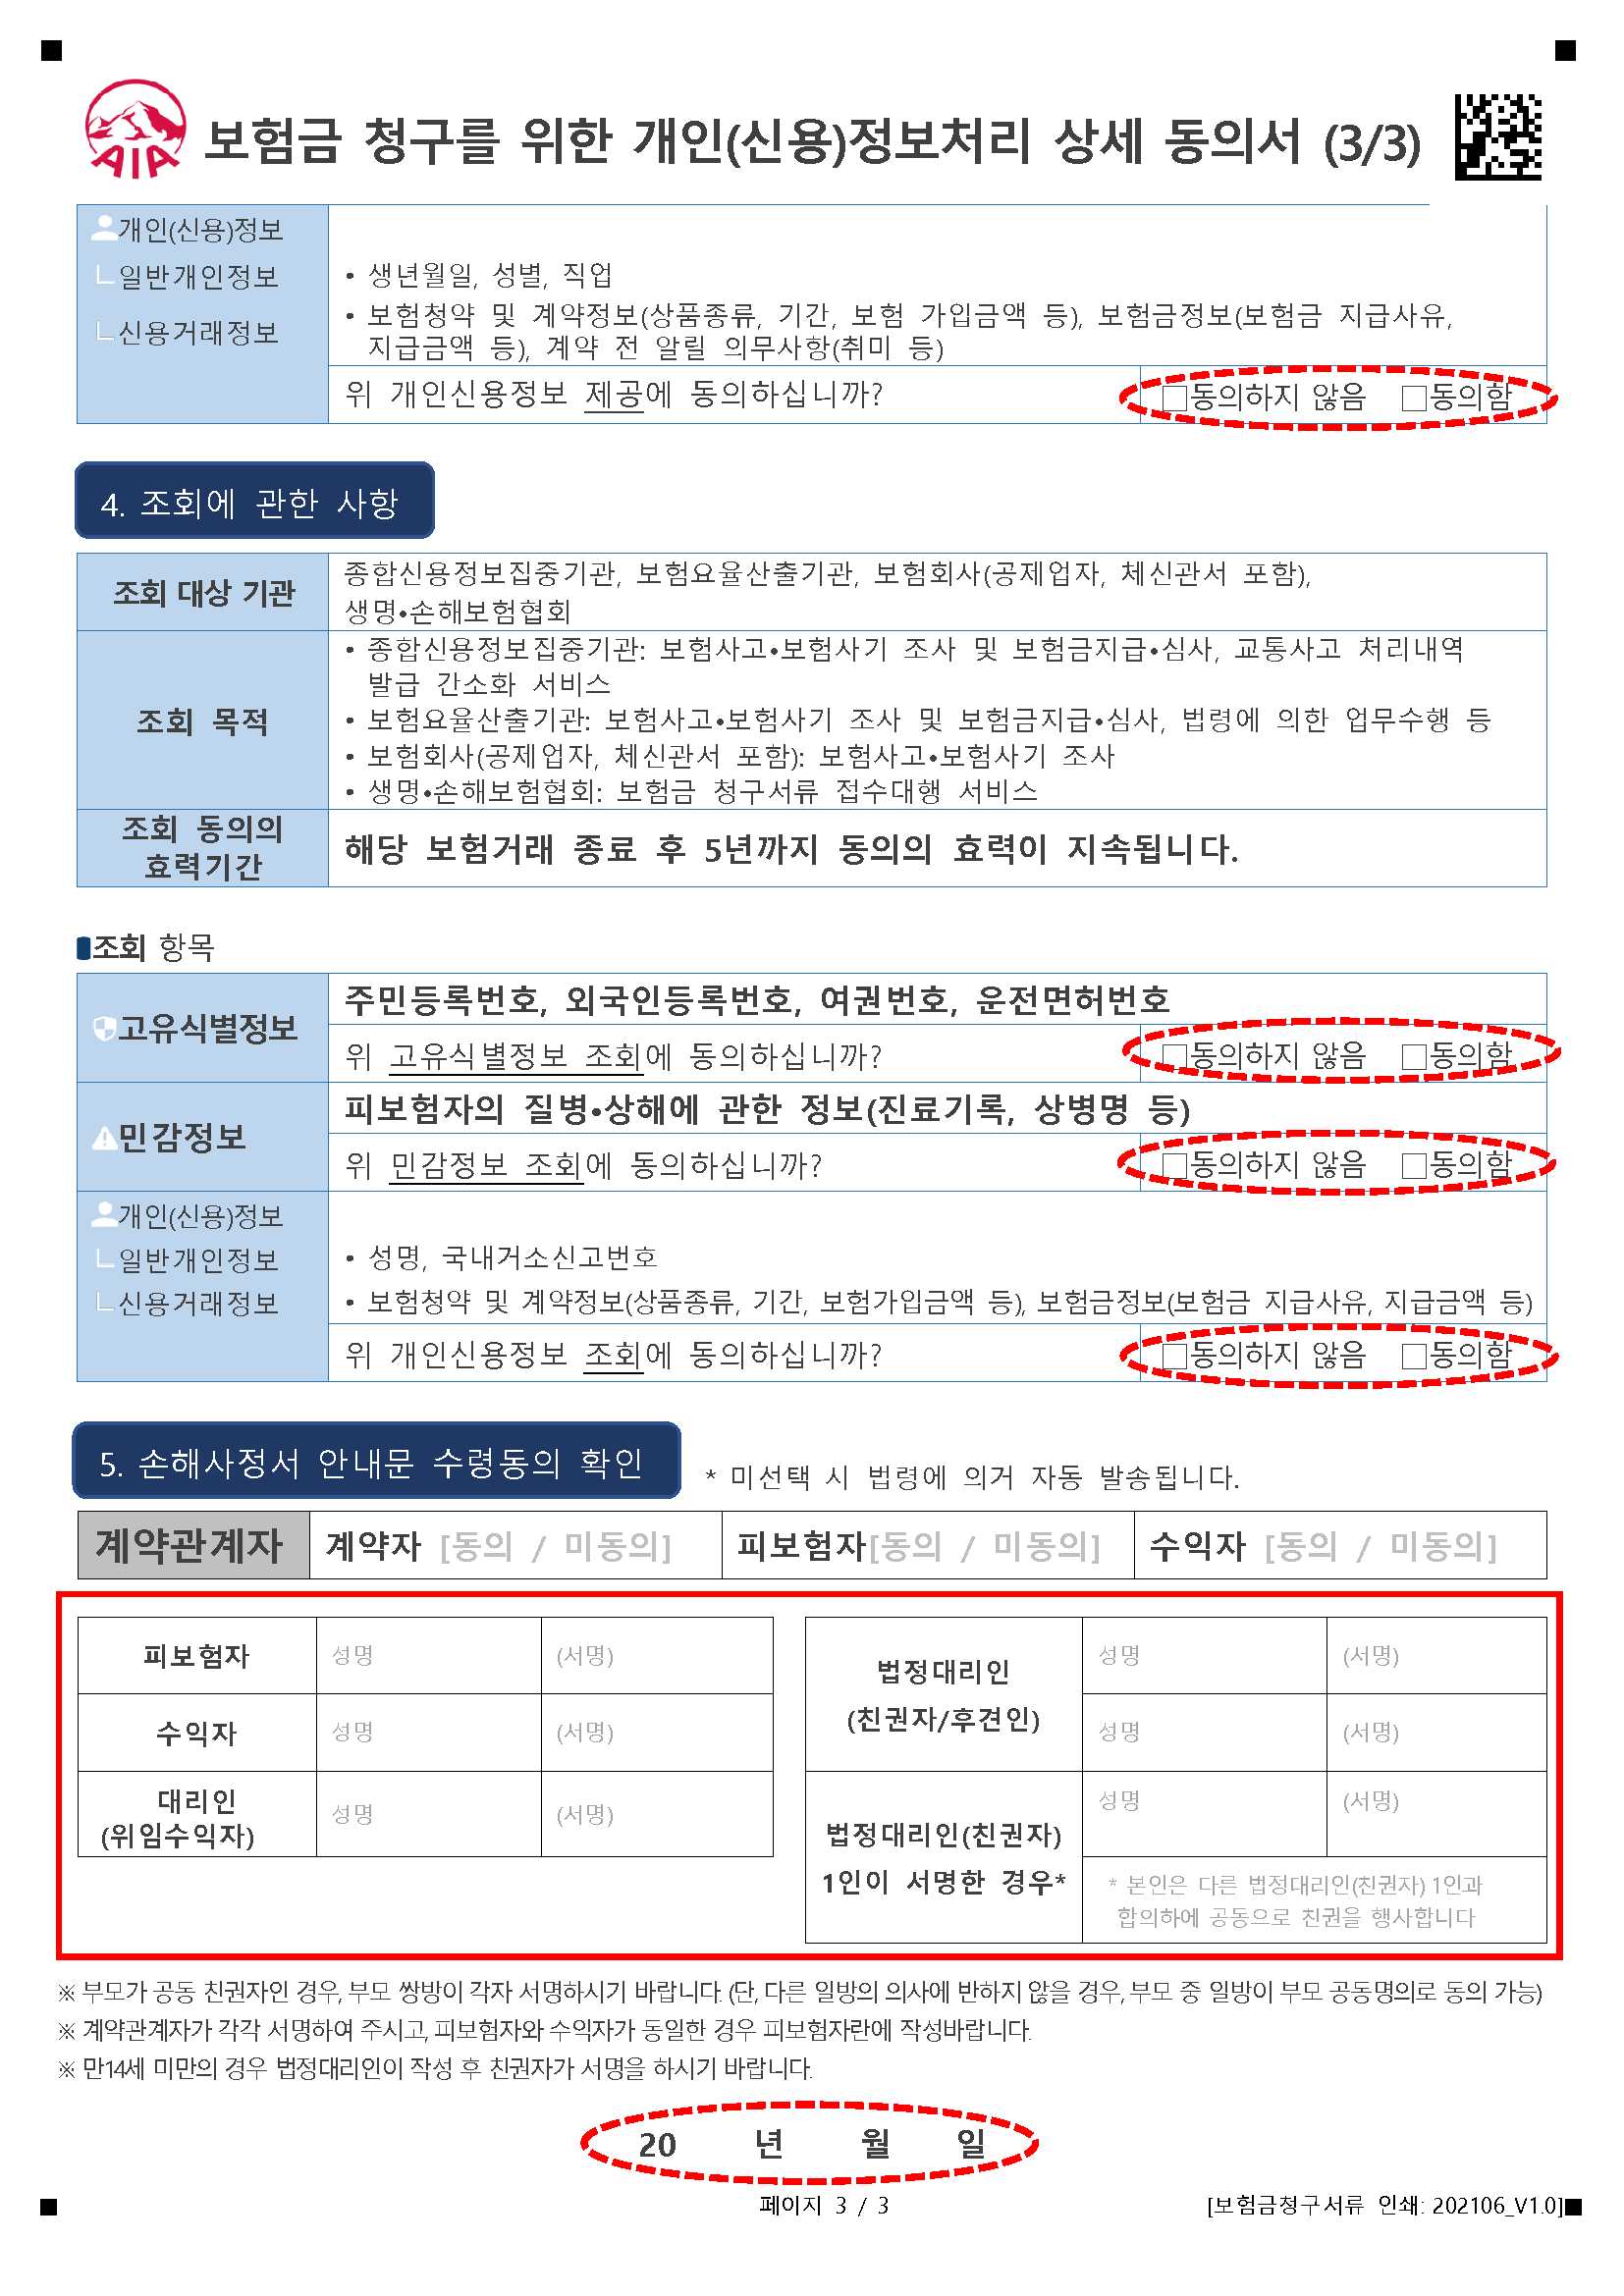 AIA
보험금 청구를 위한 개인(신용)정보처리 상세 동의서 (3/3)
개인(신용)정보
일반개인정보
• 생년월일, 성별, 직업
신용거래정보
• 보험청약 및 계약정보(상품종류, 기간, 보험 가입금액 등), 보험금정보(보험금 지급사유,
지급금액 등), 계약 전 알릴 의무사항(취미 등)
위 개인신용정보 제공에 동의하십니까? □동의하지 않음 □동의함
4. 조회에 관한 사항
조회 대상 기관
종합신용정보집중기관, 보험요율산출기관, 보험회사(공제업자, 체신관서 포함),
생명•손해보험협회
조회 목적
• 종합신용정보집중기관: 보험사고•보험사기 조사 및 보험금지급•심사, 교통사고 처리내역
발급 간소화 서비스
• 보험요율산출기관: 보험사고•보험사기 조사 및 보험금지급•심사, 법령에 의한 업무수행 등
• 보험회사(공제업자, 체신관서 포함): 보험사고•보험사기 조사
• 생명•손해보험협회: 보험금 청구서류 접수대행 서비스
조회 동의의
효력기간
해당 보험거래 종료 후 5년까지 동의의 효력이 지속됩니다.
조회 항목
고유식별정보
주민등록번호, 외국인등록번호, 여권번호, 운전면허번호
위 고유식별정보 조회에 동의하십니까? □동의하지 않음 □동의함
민감정보
피보험자의 질병•상해에 관한 정보(진료기록, 상병명 등)
위 민감정보 조회에 동의하십니까? □동의하지 않음 □동의함
개인(신용)정보
일반개인정보
• 성명, 국내거소신고번호
신용거래정보
• 보험청약 및 계약정보(상품종류, 기간, 보험가입금액 등), 보험금정보(보험금 지급사유, 지급금액 등)
위 개인신용정보 조회에 동의하십니까? □동의하지 않음 □동의함
5. 손해사정서 안내문 수령동의 확인 * 미선택 시 법령에 의거 자동 발송됩니다.
계약관계자 계약자 [동의 / 미동의] 피보험자[동의 / 미동의] 수익자 [동의 / 미동의]
피보험자 성명 (서명)
수익자 성명 (서명)
대리인
(위임수익자) 성명 (서명)
법정대리인
(친권자/후견인)
성명 (서명)
성명 (서명)
법정대리인(친권자)
1인이 서명한 경우*
성명 (서명)
* 본인은 다른 법정대리인(친권자) 1인과
합의하에 공동으로 친권을 행사합니다
※ 부모가 공동 친권자인 경우, 부모 쌍방이 각자 서명하시기 바랍니다. (단, 다른 일방의 의사에 반하지 않을 경우, 부모 중 일방이 부모 공동명의로 동의 가능)
※ 계약관계자가 각각 서명하여 주시고, 피보험자와 수익자가 동일한 경우 피보험자란에 작성바랍니다.
※ 만14세 미만의 경우 법정대리인이 작성 후 친권자가 서명을 하시기 바랍니다.
20 년 월 일
페이지 3 / 3
[보험금청구서류 인쇄: 202106_V1.0]